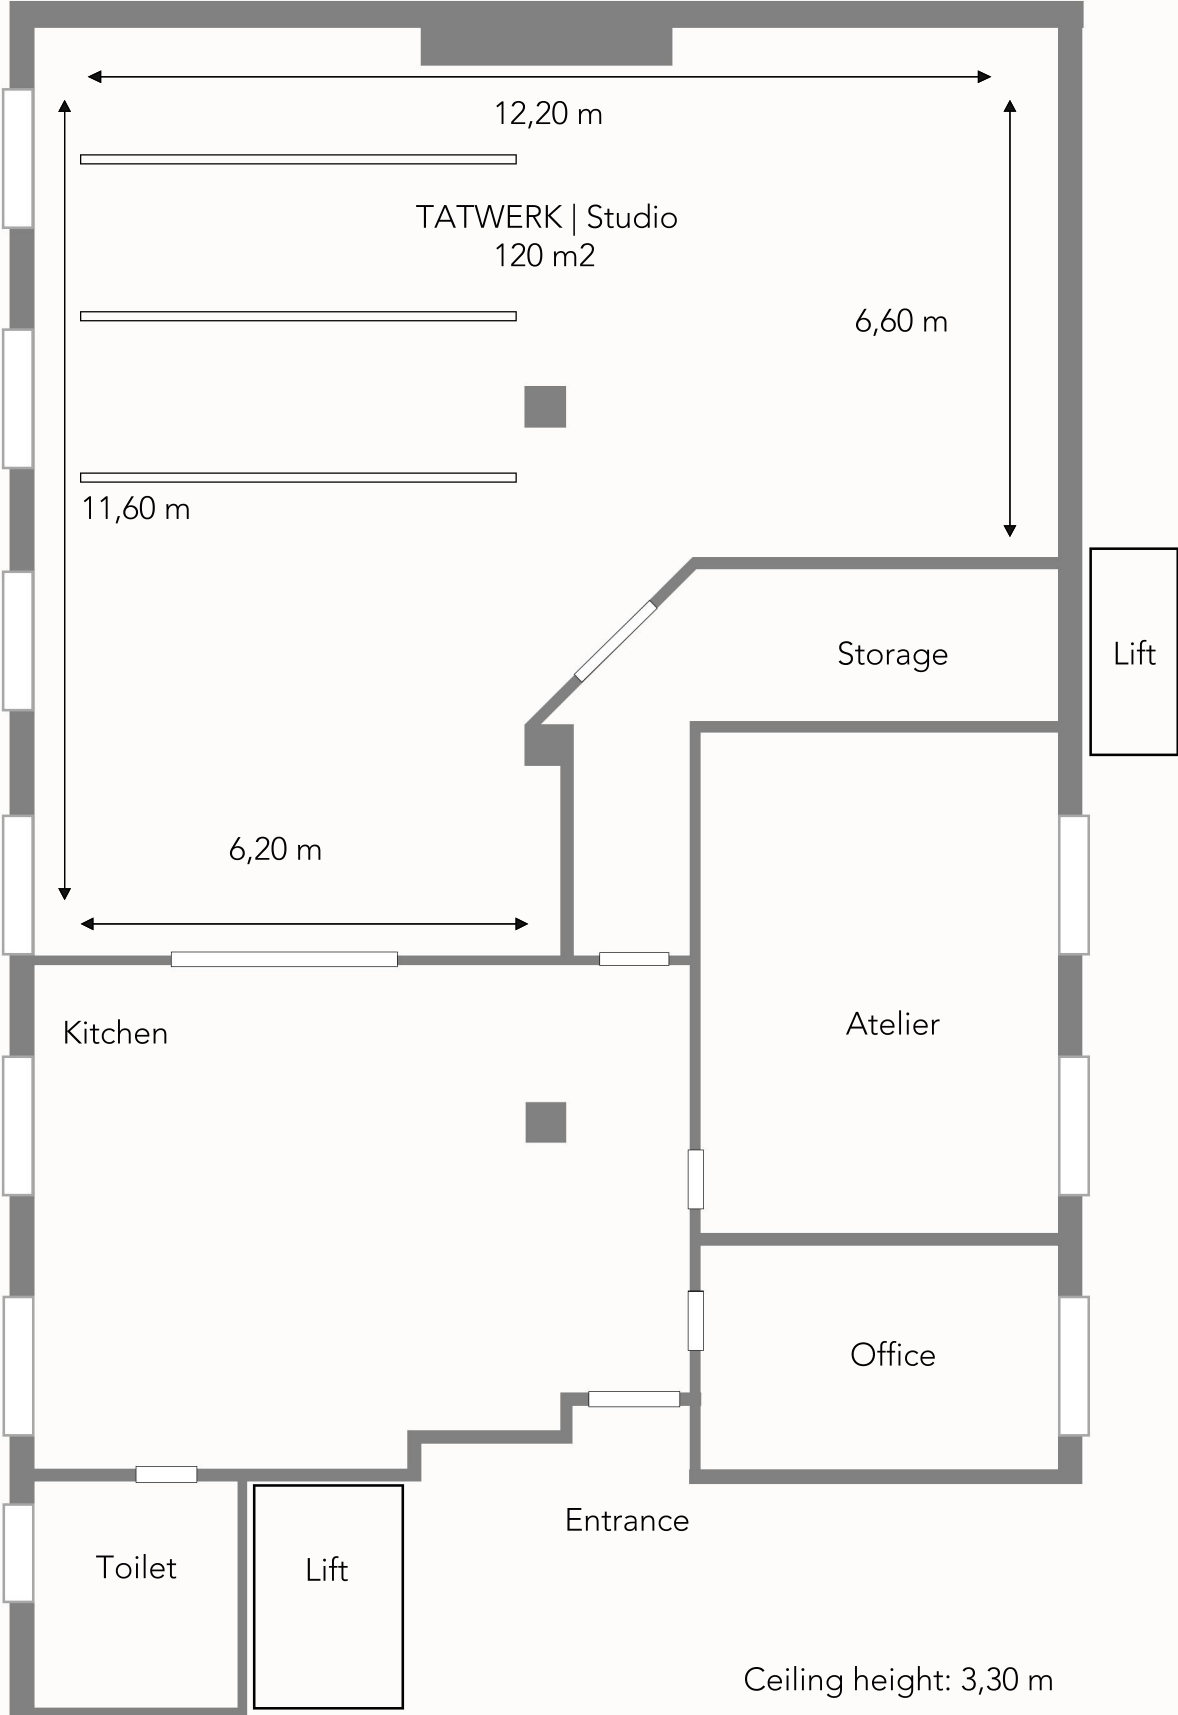 12,20 m
TATWERK | Studio
120 m2
6,60 m
11,60 m
Storage
Lift
6,20 m
Kitchen
Atelier
Office
Entrance
Toilet
Lift
Ceiling height: 3,30 m